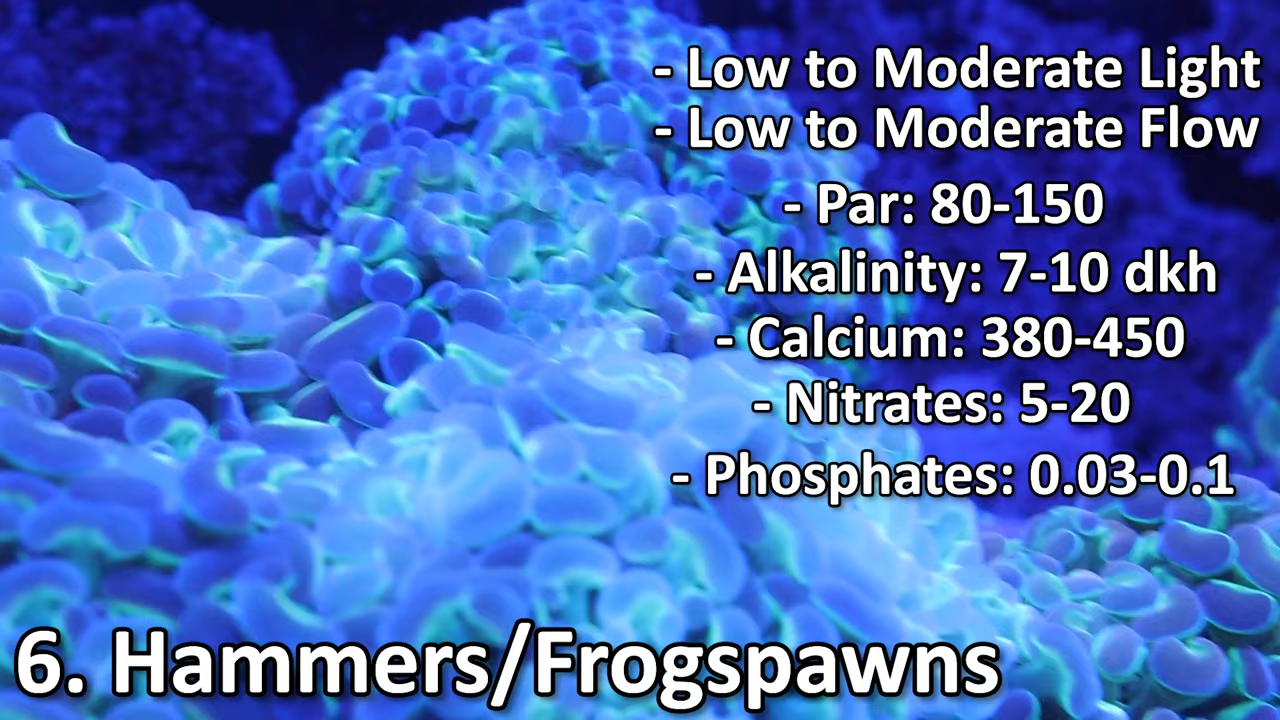 - Low to Moderate Light
- Low to Moderate Flow
- Par: 80-150
- Alkalinity: 7-10 dkh
- Calcium: 380-450
- Nitrates: 5-20
- Phosphates: 0.03-0.1
6. Hammers/Frogspawns